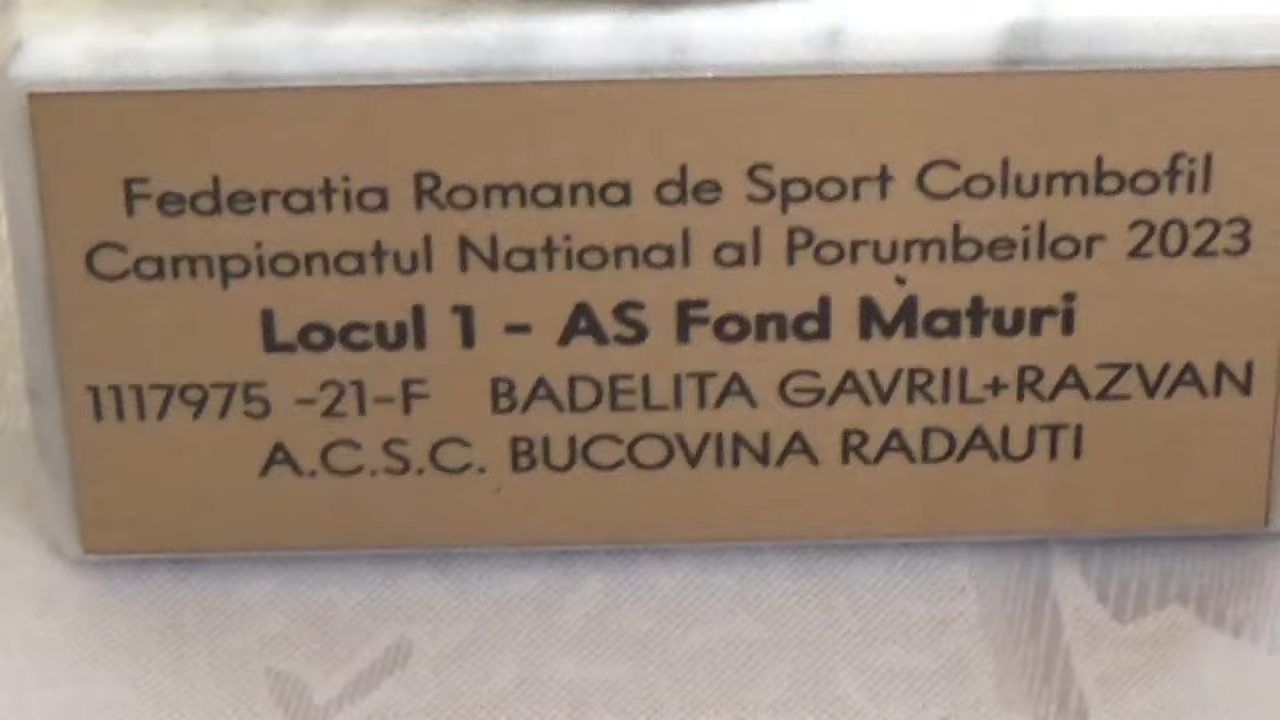 Federatia Romana de Sport Columbofil
Campionatul National al Porumbeilor 2023
Locul 1 - AS Fond Maturi
1117975 -21-F BADELITA GAVRIL+RAZVAN
A.C.S.C. BUCOVINA RADAUTI